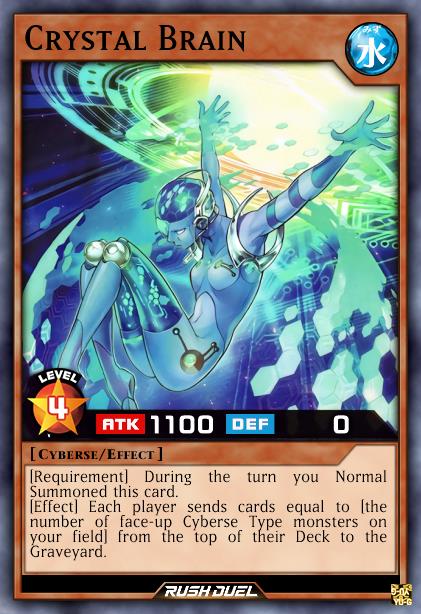 Crystal Brain
みず
水
LEVEL
4
ATK 1100 DEF 0
[Cyberse/Effect]
[Requirement] During the turn you Normal
Summoned this card.
[Effect] Each player sends cards equal to [the
number of face-up Cyberse Type monsters on
your field] from the top of their Deck to the
Graveyard.
RUSH DUEL